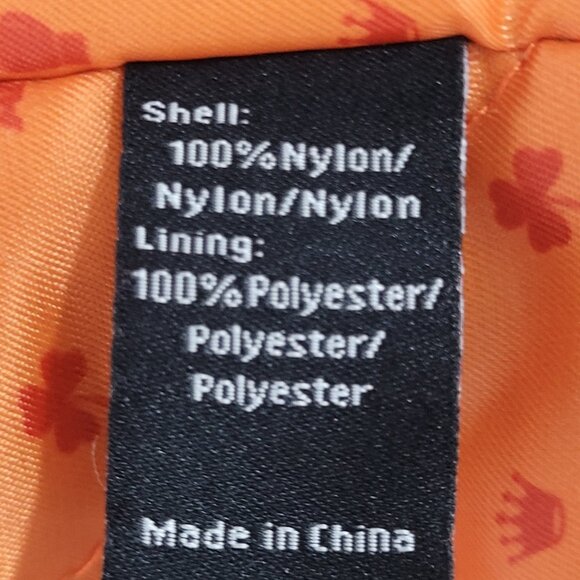 Shell:
100%Nylon/
Nylon/Nylon
Lining:
100%Polyester/
Polyester/
Polyester
Made in China